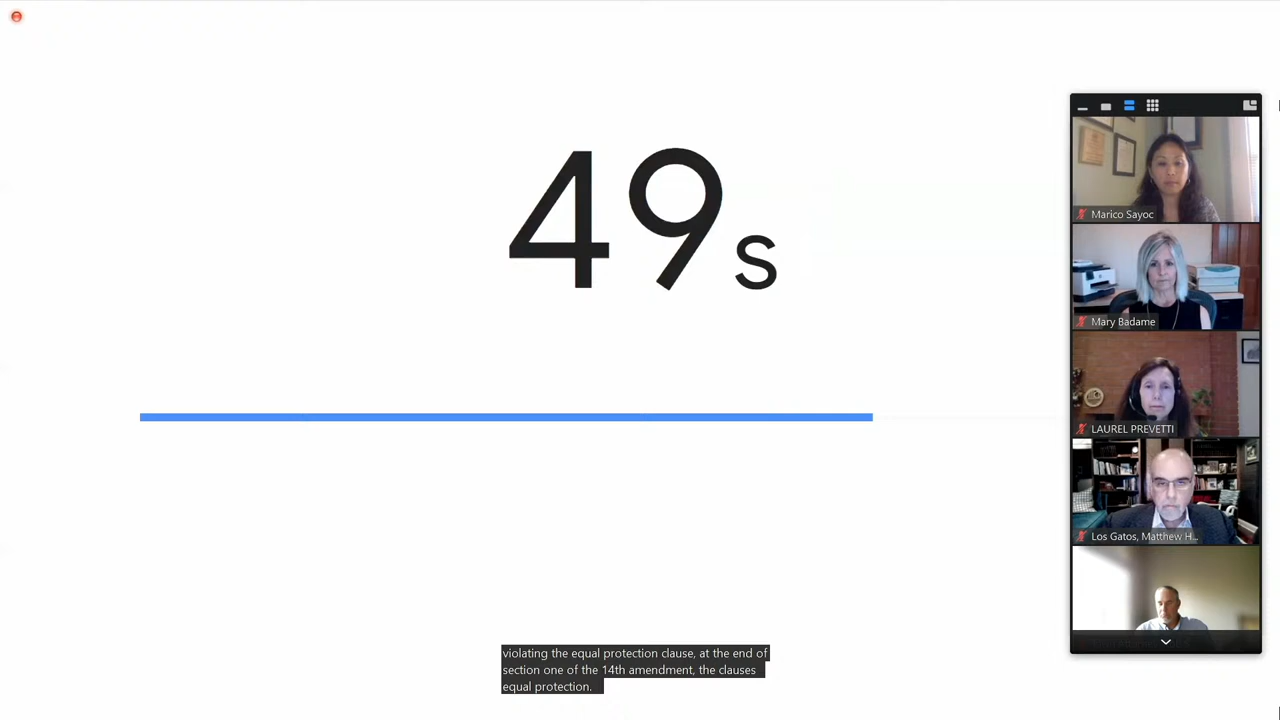 49s
Marico Sayoc
Mary Badame
LAUREL PREVETTI
Los Gatos, Matthew H...
violating the equal protection clause, at the end of
section one of the 14th amendment, the clauses
equal protection.